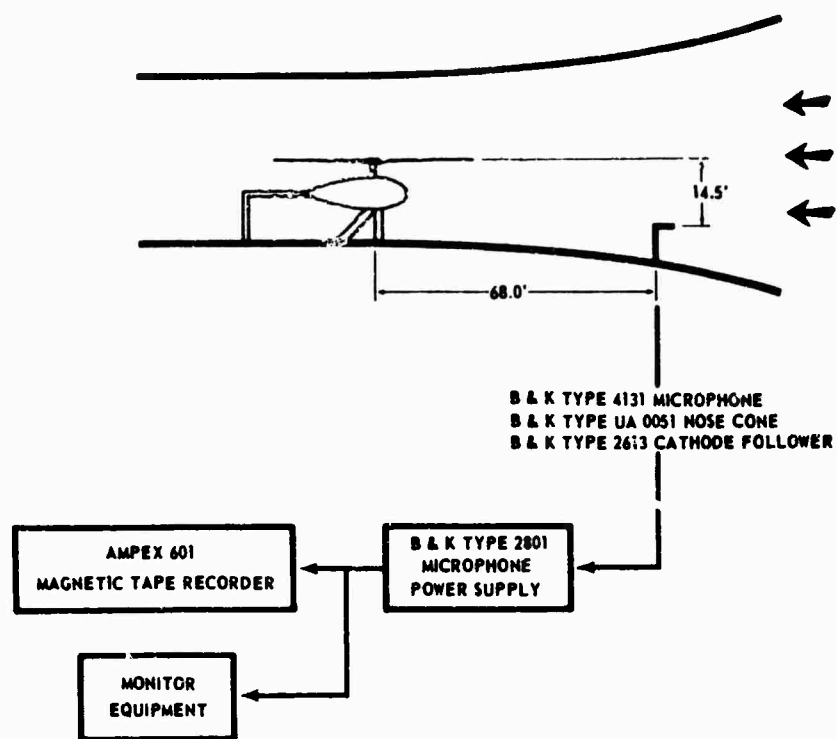 14.5'
68.0'
B & K TYPE 4131 MICROPHONE
B & K TYPE UA 0051 NOSE CONE
B & K TYPE 2613 CATHODE FOLLOWER
AMPEX 601
MAGNETIC TAPE RECORDER
B & K TYPE 2801
MICROPHONE
POWER SUPPLY
MONITOR
EQUIPMENT